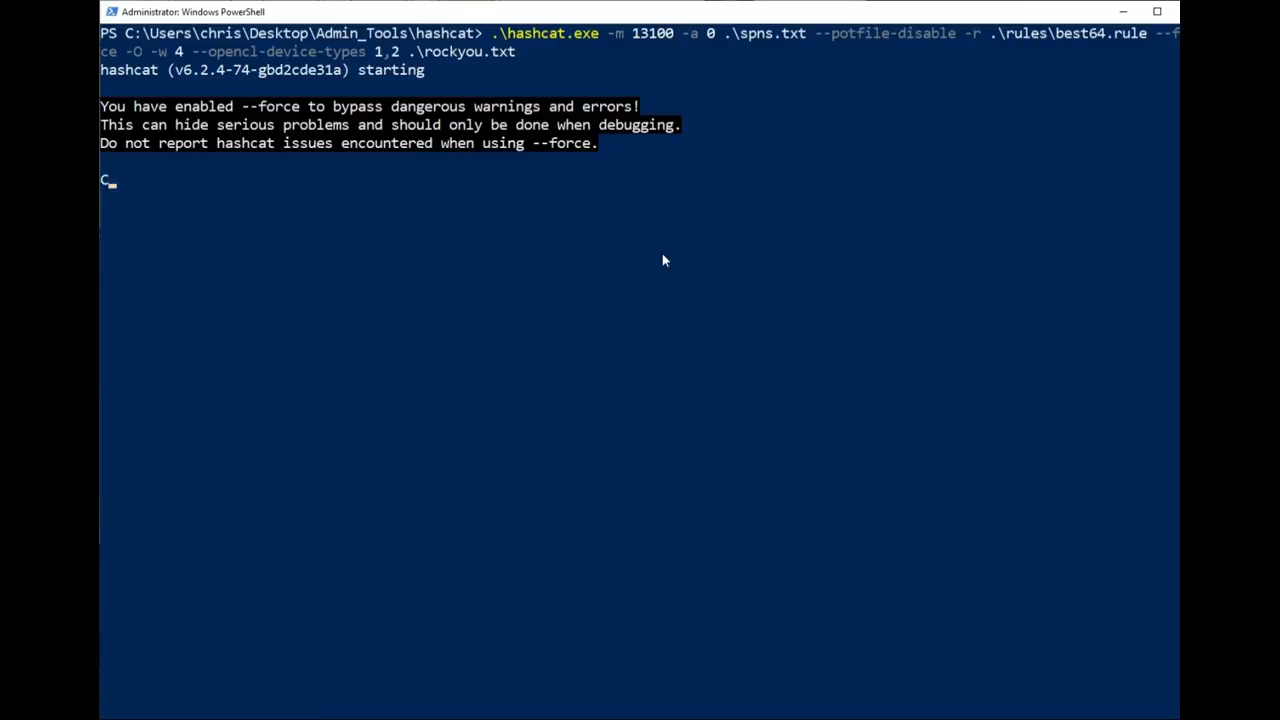 Administrator: Windows PowerShell
PS C:\Users\chris\Desktop\Admin_Tools\hashcat> .\hashcat.exe -m 13100 -a 0 .\spns.txt --potfile-disable -r .\rules\best64.rule --f
ce -O -w 4 --opencl-device-types 1,2 .\rockyou.txt
hashcat (v6.2.4-74-gbd2cde31a) starting
You have enabled --force to bypass dangerous warnings and errors!
This can hide serious problems and should only be done when debugging.
Do not report hashcat issues encountered when using --force.
C